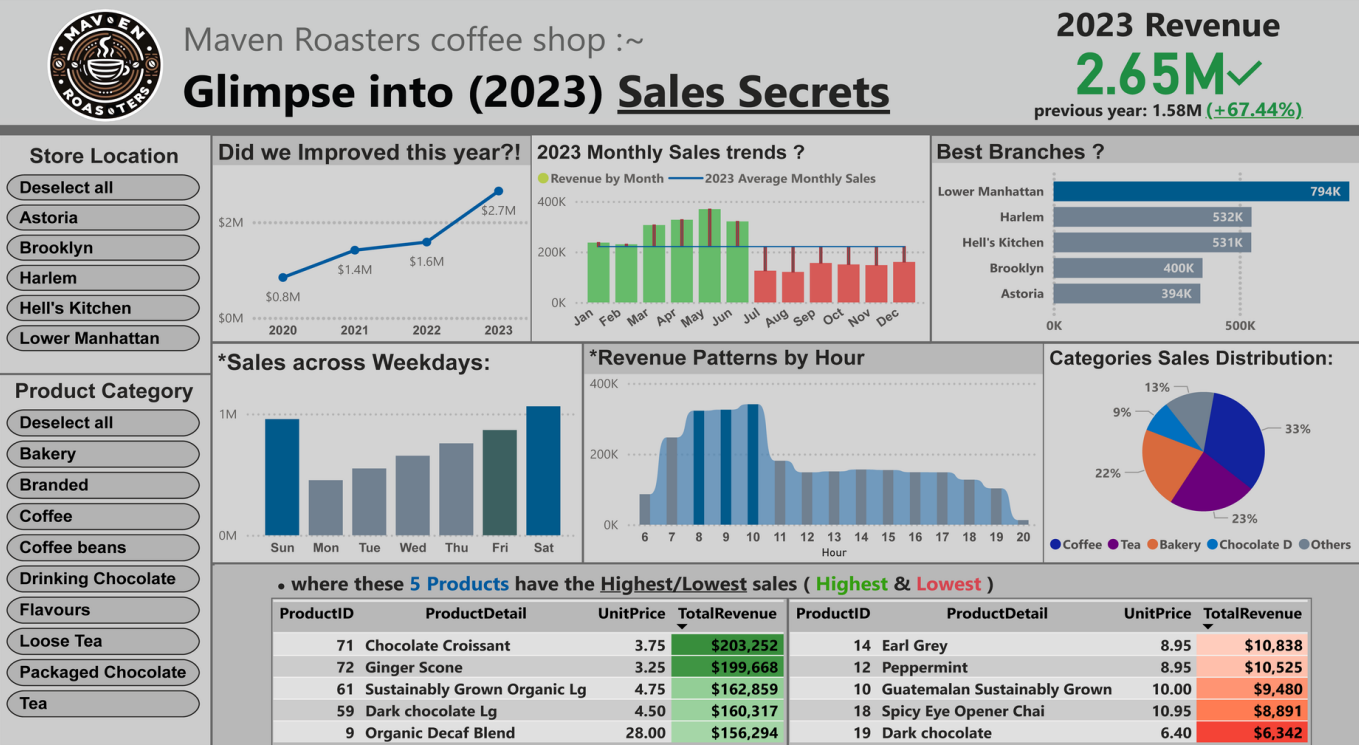 MAVEN
ROASTERS
Maven Roasters coffee shop :~
Glimpse into (2023) Sales Secrets
2023 Revenue
2.65M✓
previous year: 1.58M (+67.44%)
Store Location
Deselect all
Astoria
Brooklyn
Harlem
Hell's Kitchen
Lower Manhattan
Product Category
Deselect all
Bakery
Branded
Coffee
Coffee beans
Drinking Chocolate
Flavours
Loose Tea
Packaged Chocolate
Tea
Did we Improved this year?!
$2M
$0M
$0.8M
$1.4M
$1.6M
$2.7M
2020 2021 2022 2023
2023 Monthly Sales trends ?
Revenue by Month 2023 Average Monthly Sales
400K
200K
0K
Jan Feb Mar Apr May Jun Jul Aug Sep Oct Nov Dec
Best Branches ?
Lower Manhattan 794K
Harlem 532K
Hell's Kitchen 531K
Brooklyn 400K
Astoria 394K
0K 500K
*Sales across Weekdays:
1M
0M
Sun Mon Tue Wed Thu Fri Sat
*Revenue Patterns by Hour
400K
200K
0K
6 7 8 9 10 11 12 13 14 15 16 17 18 19 20
Hour
Categories Sales Distribution:
13%
9%
33%
22%
23%
Coffee Tea Bakery Chocolate D Others
• where these 5 Products have the Highest/Lowest sales ( Highest & Lowest )
ProductID ProductDetail UnitPrice TotalRevenue
71 Chocolate Croissant 3.75 $203,252
72 Ginger Scone 3.25 $199,668
61 Sustainably Grown Organic Lg 4.75 $162,859
59 Dark chocolate Lg 4.50 $160,317
9 Organic Decaf Blend 28.00 $156,294
ProductID ProductDetail UnitPrice TotalRevenue
14 Earl Grey 8.95 $10,838
12 Peppermint 8.95 $10,525
10 Guatemalan Sustainably Grown 10.00 $9,480
18 Spicy Eye Opener Chai 10.95 $8,891
19 Dark chocolate 6.40 $6,342